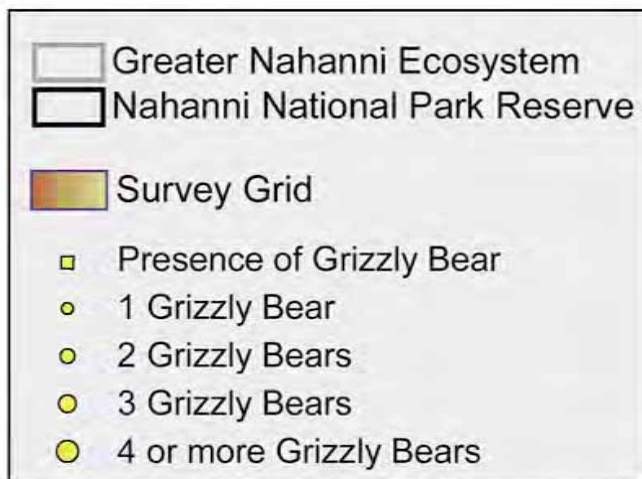 Greater Nahanni Ecosystem
Nahanni National Park Reserve
Survey Grid
Presence of Grizzly Bear
1 Grizzly Bear
2 Grizzly Bears
3 Grizzly Bears
4 or more Grizzly Bears